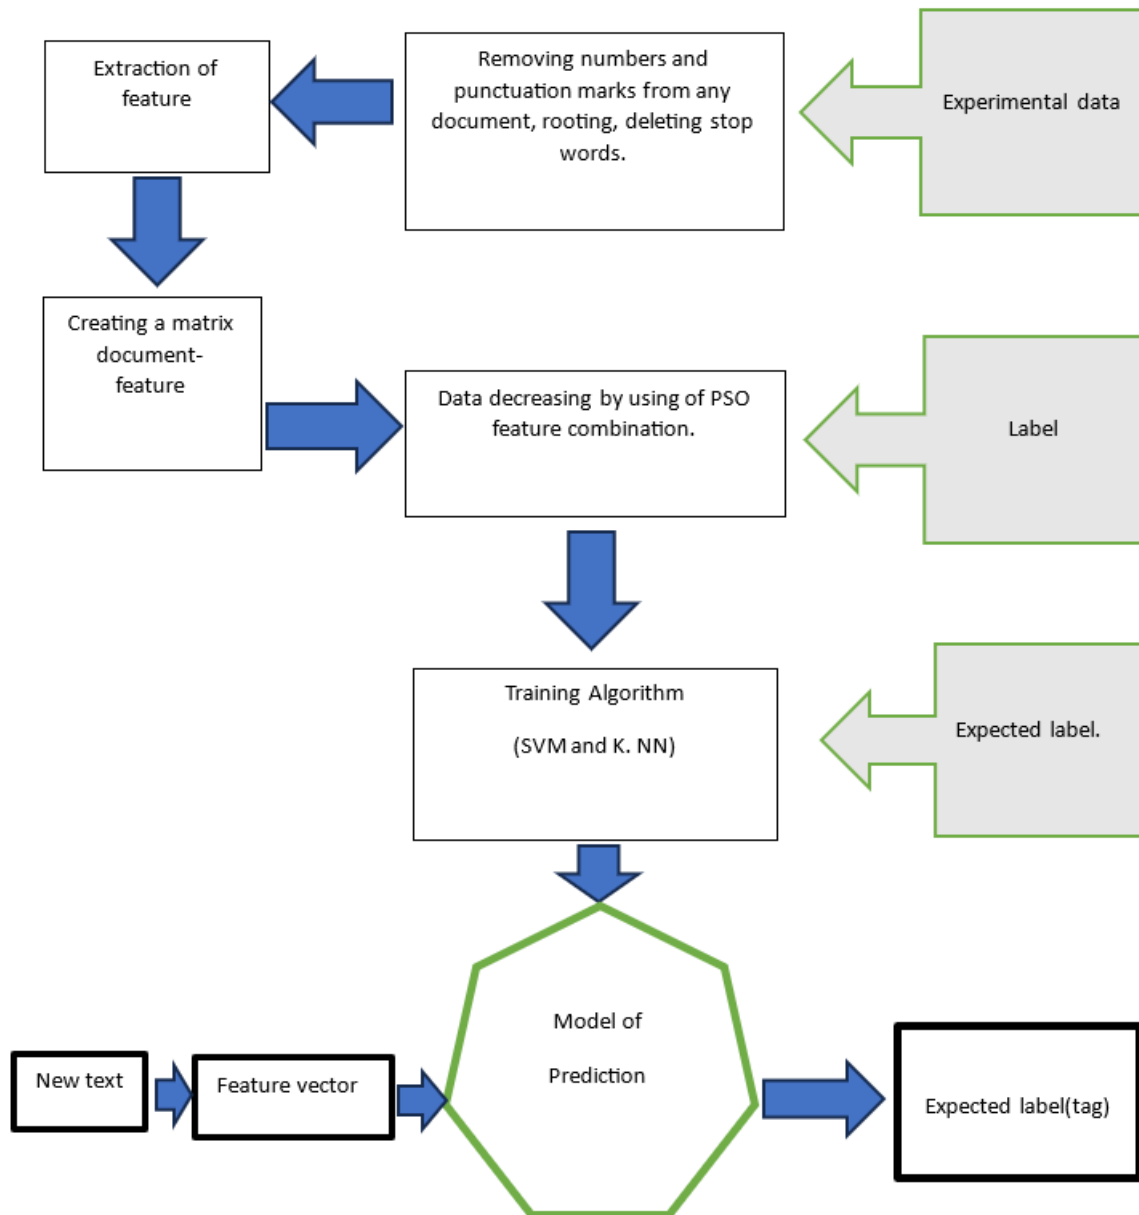 Extraction of
feature
Removing numbers and
punctuation marks from any
document, rooting, deleting stop
words.
Experimental data
Creating a matrix
document-
feature
Data decreasing by using of PSO
feature combination.
Label
Training Algorithm
(SVM and K. NN)
Expected label.
Model of
Prediction
New text
Feature vector
Expected label(tag)